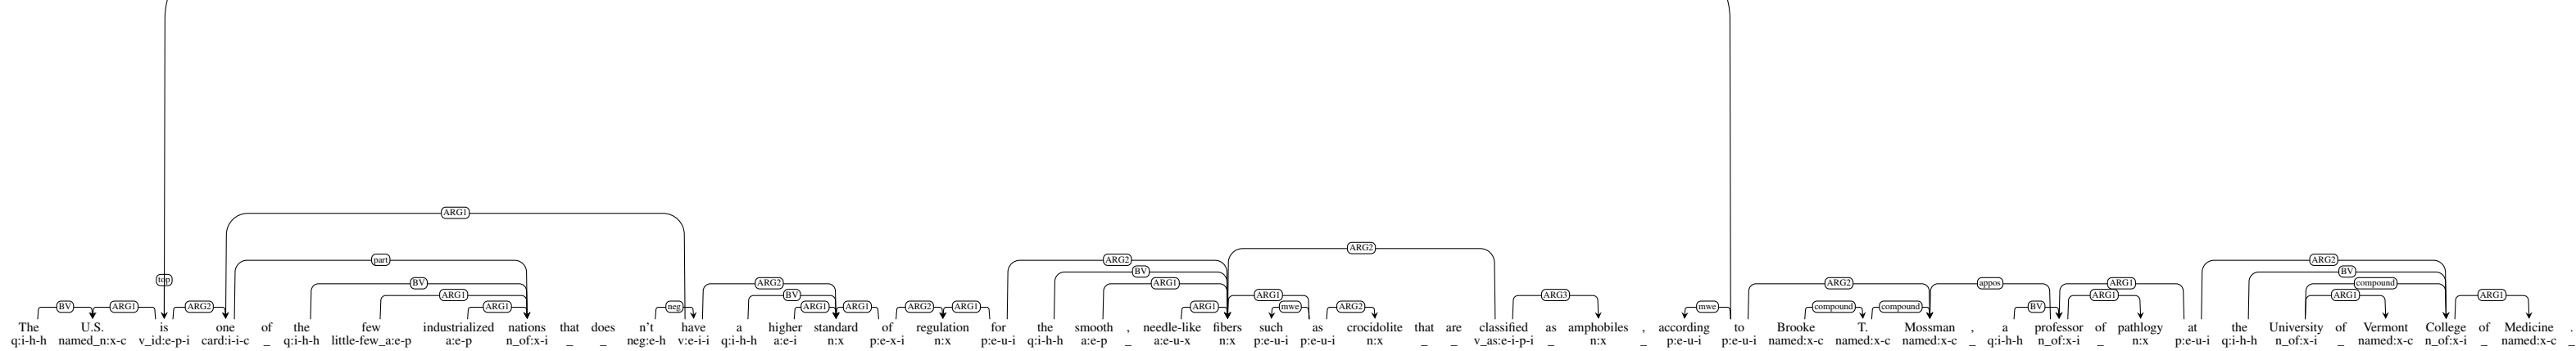 ARG1
ARG2
ARG2 part ARG2
BV
top BV ARG2 ARG2 appos ARG1 compound
ARG1 BV ARG1 ARG1 ARG3 ARG1 ARG1
BV ARG1 ARG2 ARG1 neg ARG1 ARG1 ARG2 ARG1 ARG1 mwe ARG2 mwe compound compound BV ARG1
The U.S. is one of the few industrialized nations that does n't have a higher standard of regulation for the smooth , needle-like fibers such as crocidolite that are classified as amphobiles , according to Brooke T. Mossman , a professor of pathlogy at the University of Vermont College of Medicine .
q:i-h-h named_n:x-c v_id:e-p-i card:i-i-c _ q:i-h-h little-few_a:e-p a:e-p n_of:x-i _ _ neg:e-h v:e-i-i q:i-h-h a:e-i n:x p:e-x-i n:x p:e-u-i q:i-h-h a:e-p _ a:e-u-x n:x p:e-u-i p:e-u-i n:x _ _ v_as:e-i-p-i _ n:x _ p:e-u-i p:e-u-i named:x-c named:x-c named:x-c _ q:i-h-h n_of:x-i _ n:x p:e-u-i q:i-h-h n_of:x-i _ named:x-c n_of:x-i _ named:x-c _